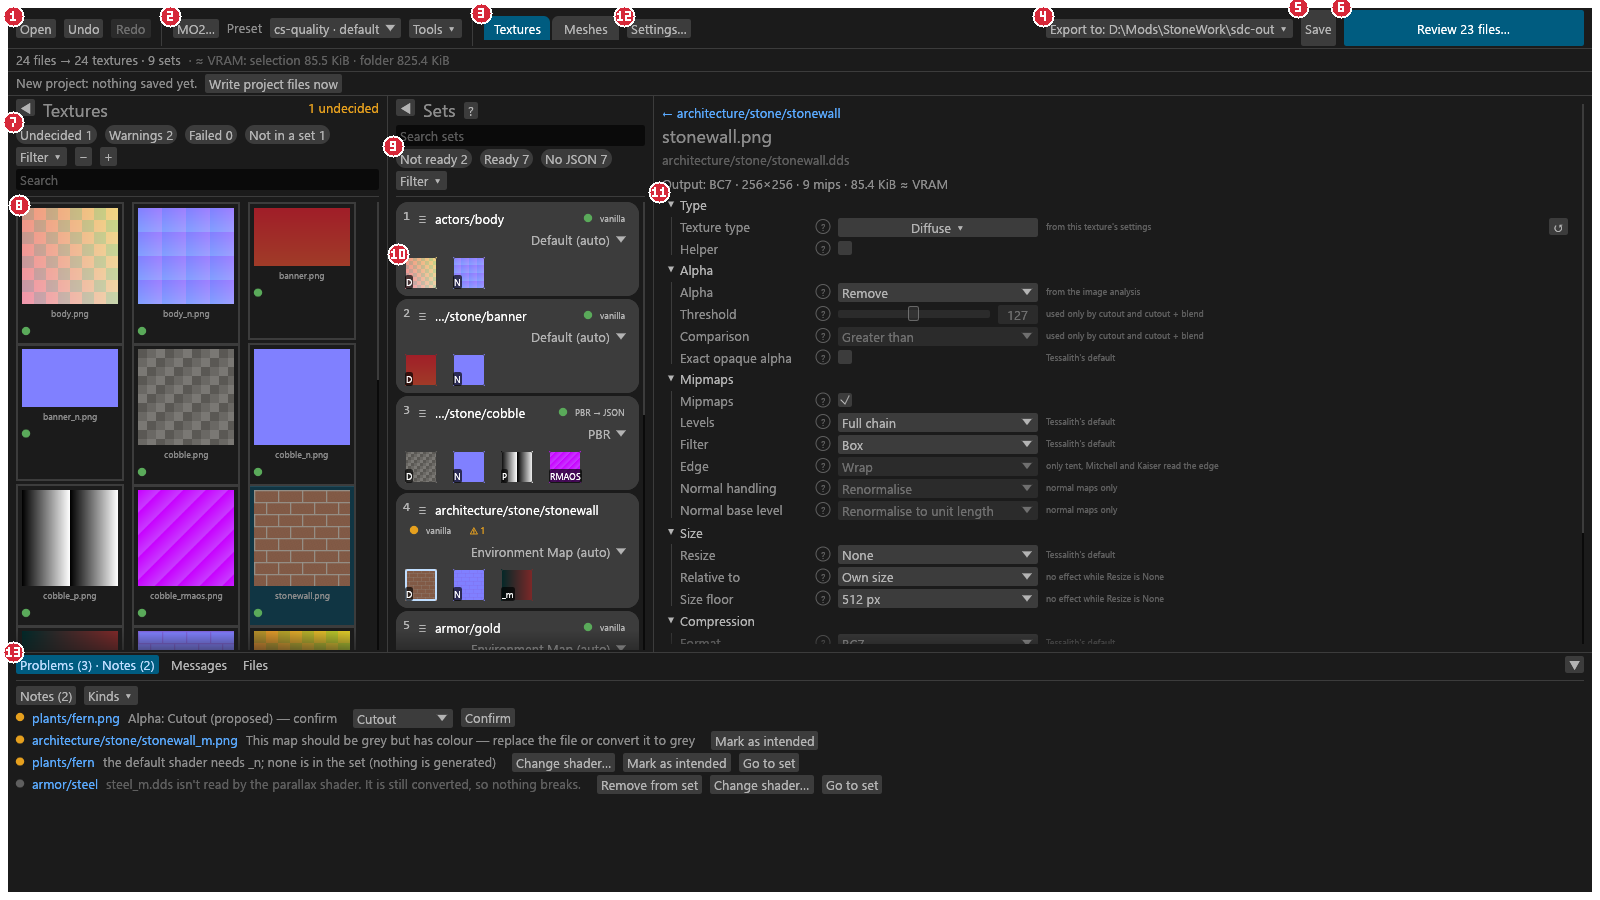 1 2 3 12 4 5 6
Open Undo Redo MO2... Preset cs-quality · default Tools Textures Meshes Settings... Export to: D:\Mods\StoneWork\sdc-out Save Review 23 files...
24 files → 24 textures · 9 sets · ≈ VRAM: selection 85.5 KiB · folder 825.4 KiB
New project: nothing saved yet. Write project files now
Textures 1 undecided
7
Undecided 1 Warnings 2 Failed 0 Not in a set 1
Filter − +
Search
8
body.png
body_n.png
banner.png
banner_n.png
cobble.png
cobble_n.png
cobble_p.png
cobble_rmaos.png
stonewall.png
Sets ?
Search sets
9
Not ready 2 Ready 7 No JSON 7
Filter
1 actors/body vanilla
Default (auto)
10
D N
2 .../stone/banner vanilla
Default (auto)
D N
3 .../stone/cobble PBR → JSON
PBR
D N P RMAOS
4 architecture/stone/stonewall
vanilla 1
Environment Map (auto)
D N _m
5 armor/gold vanilla
Environment Map (auto)
← architecture/stone/stonewall
stonewall.png
architecture/stone/stonewall.dds
11
Output: BC7 · 256×256 · 9 mips · 85.4 KiB ≈ VRAM
Type
Texture type ? Diffuse from this texture's settings
Helper ?
Alpha
Alpha ? Remove from the image analysis
Threshold ? 127 used only by cutout and cutout + blend
Comparison ? Greater than used only by cutout and cutout + blend
Exact opaque alpha ? Tessalith's default
Mipmaps
Mipmaps ?
Levels ? Full chain Tessalith's default
Filter ? Box Tessalith's default
Edge ? Wrap only tent, Mitchell and Kaiser read the edge
Normal handling ? Renormalise normal maps only
Normal base level ? Renormalise to unit length normal maps only
Size
Resize ? None Tessalith's default
Relative to ? Own size no effect while Resize is None
Size floor ? 512 px no effect while Resize is None
Compression
Format ? BC7 Tessalith's default
13
Problems (3) · Notes (2) Messages Files
Notes (2) Kinds
plants/fern.png Alpha: Cutout (proposed) — confirm Cutout Confirm
architecture/stone/stonewall_m.png This map should be grey but has colour — replace the file or convert it to grey Mark as intended
plants/fern the default shader needs _n; none is in the set (nothing is generated) Change shader... Mark as intended Go to set
armor/steel steel_m.dds isn't read by the parallax shader. It is still converted, so nothing breaks. Remove from set Change shader... Go to set